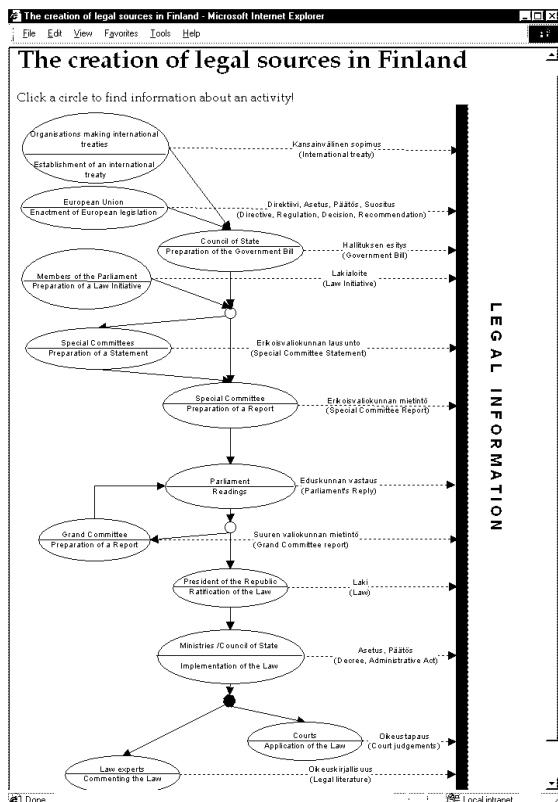 The creation of legal sources in Finland - Microsoft Internet Explorer
File Edit View Favorites Tools Help
The creation of legal sources in Finland
Click a circle to find information about an activity!
Organisations making international
treaties
Establishment of an international
treaty
Kansainvälinen sopimus
(International treaty)
European Union
Enactment of European legislation
Direktiivi, Asetus, Päätös, Suositus
(Directive, Regulation, Decision, Recommendation)
Council of State
Preparation of the Government Bill
Hallituksen esitys
(Government Bill)
Members of the Parliament
Preparation of a Law Initiative
Lakialoite
(Law Initiative)
Special Committees
Preparation of a Statement
Erikoisvaliokunnan lausunto
(Special Committee Statement)
Special Committee
Preparation of a Report
Erikoisvaliokunnan mietintö
(Special Committee Report)
Parliament
Readings
Eduskunnan vastaus
(Parliament's Reply)
Grand Committee
Preparation of a Report
Suuren valiokunnan mietintö
(Grand Committee report)
President of the Republic
Ratification of the Law
Laki
(Law)
Ministries /Council of State
Implementation of the Law
Asetus, Päätös
(Decree, Administrative Act)
Courts
Application of the Law
Oikeustapaus
(Court judgements)
Law experts
Commenting the Law
Oikeuskirjallisuus
(Legal literature)
LEGAL INFORMATION
Done
Local intranet